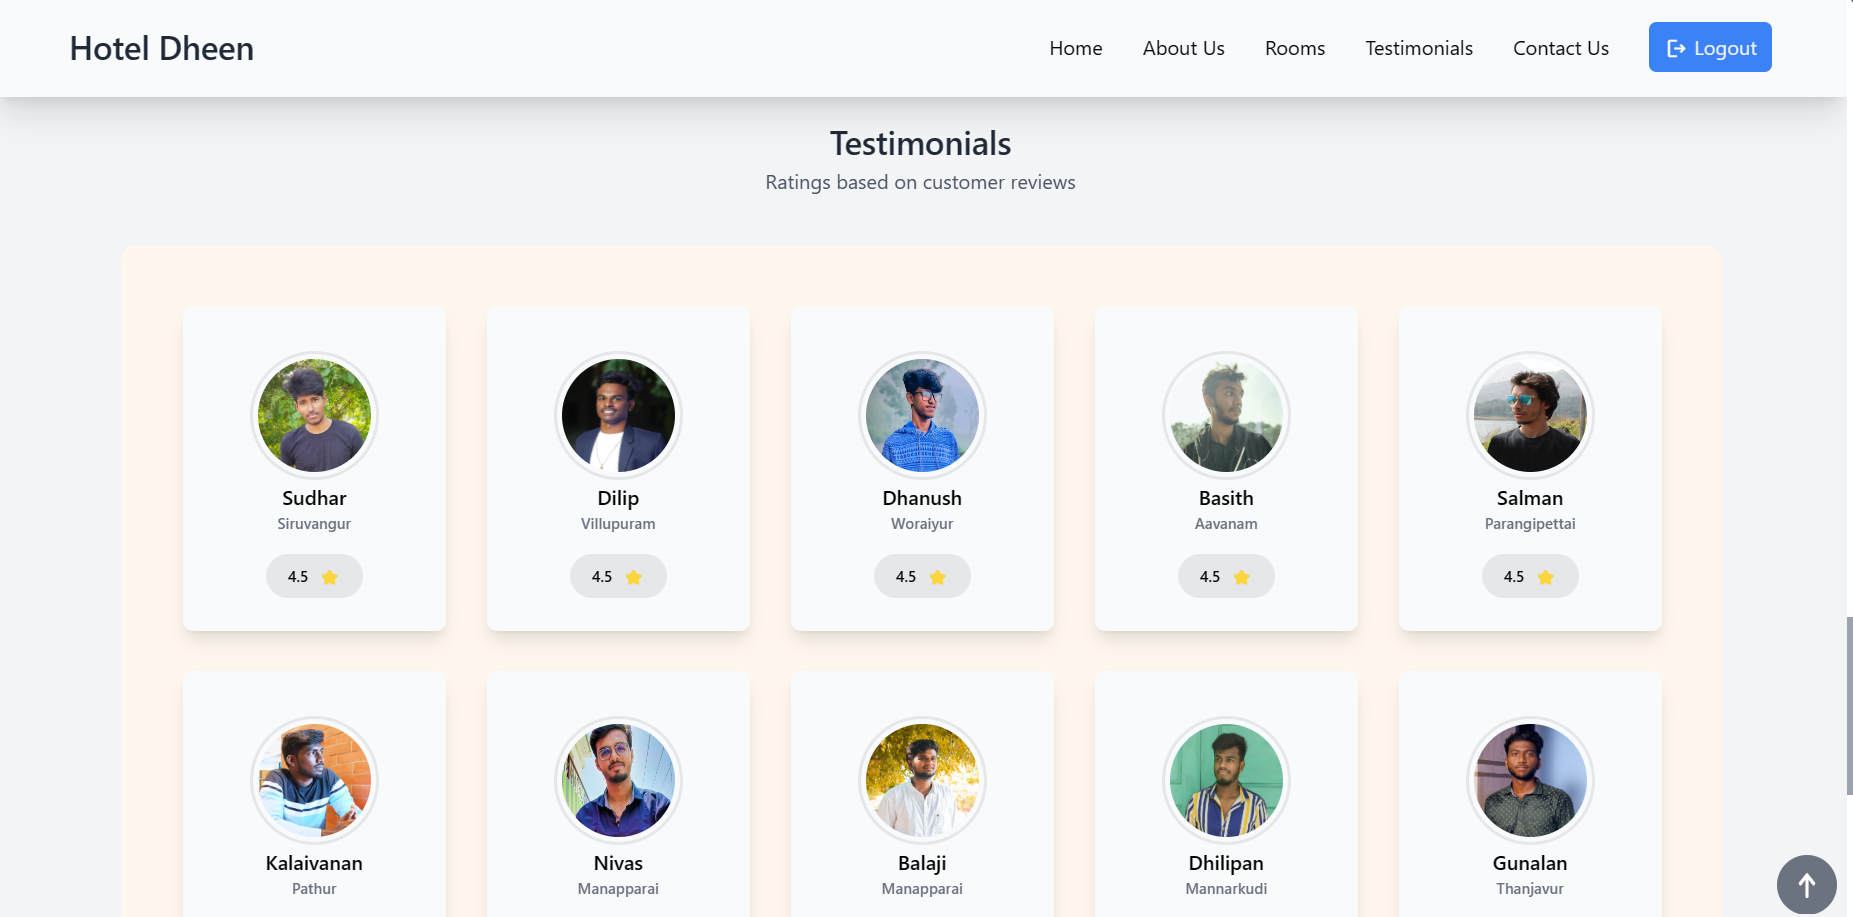 Hotel Dheen
Home About Us Rooms Testimonials Contact Us Logout
Testimonials
Ratings based on customer reviews
Sudhar
Siruvangur
4.5
Dilip
Villupuram
4.5
Dhanush
Woraiyur
4.5
Basith
Aavanam
4.5
Salman
Parangipettai
4.5
Kalaivanan
Pathur
Nivas
Manapparai
Balaji
Manapparai
Dhilipan
Mannarkudi
Gunalan
Thanjavur